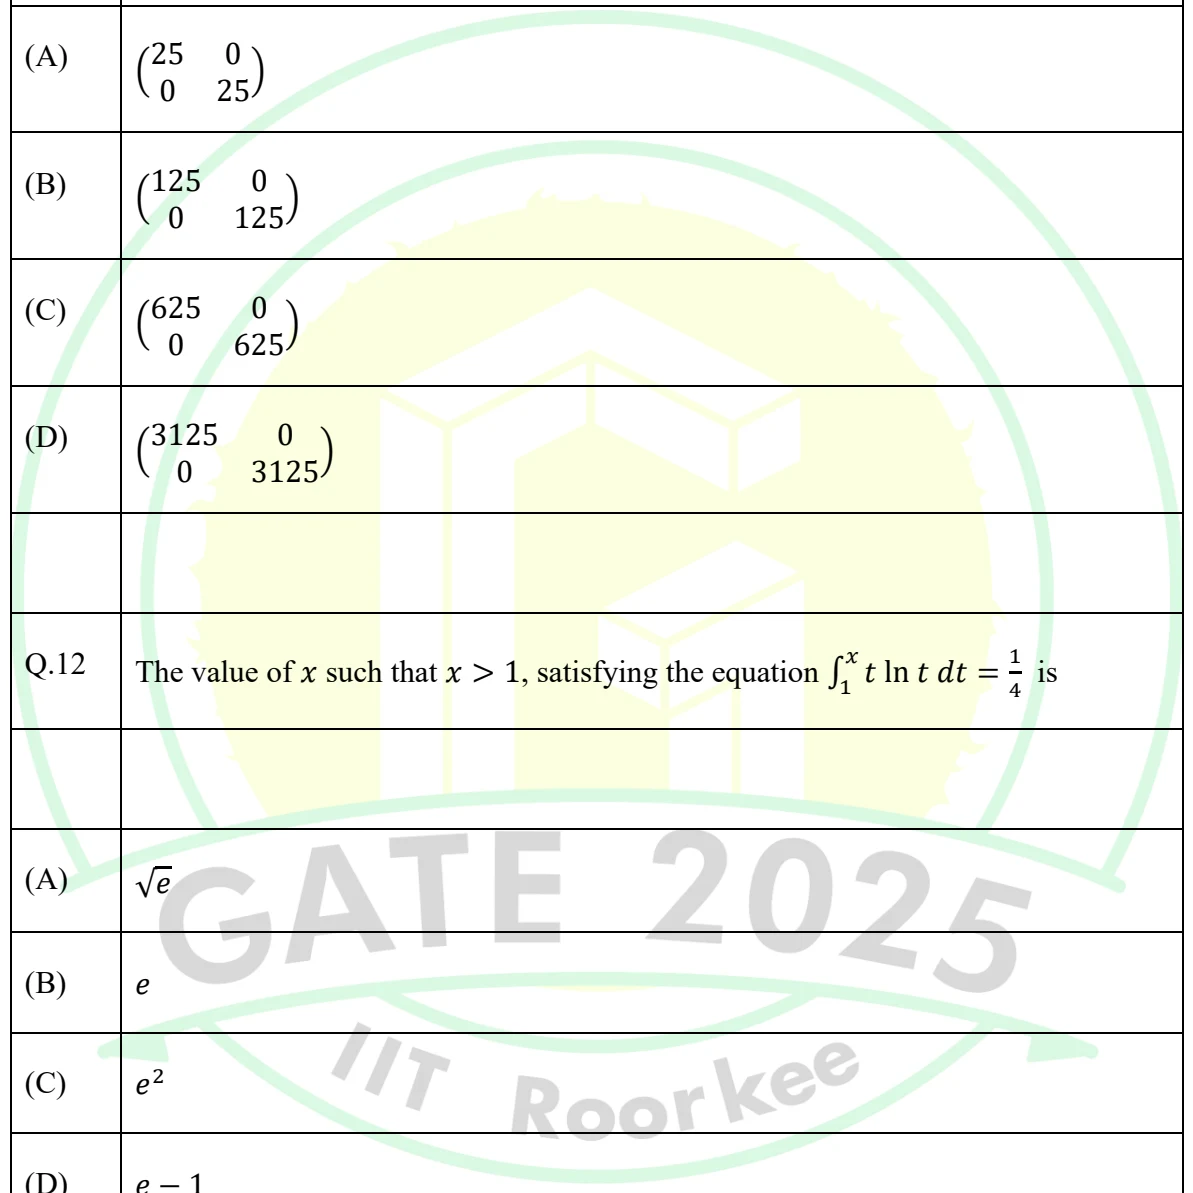 (A) (25 0
0 25)
(B) (125 0
0 125)
(C) (625 0
0 625)
(D) (3125 0
0 3125)
Q.12 The value of x such that x > 1, satisfying the equation ∫₁ˣ t ln t dt = 1/4 is
(A) √e
(B) e
(C) e²
(D) e − 1
GATE 2025
IIT Roorkee